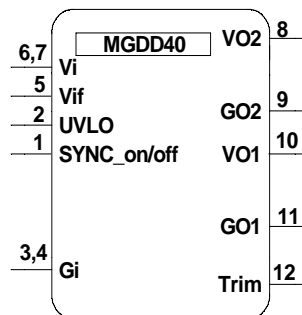 MGDD40
VO2 8
6,7 Vi
5 Vif
GO2 9
2 UVLO
VO1 10
1 SYNC_on/off
GO1 11
3,4 Gi
Trim 12